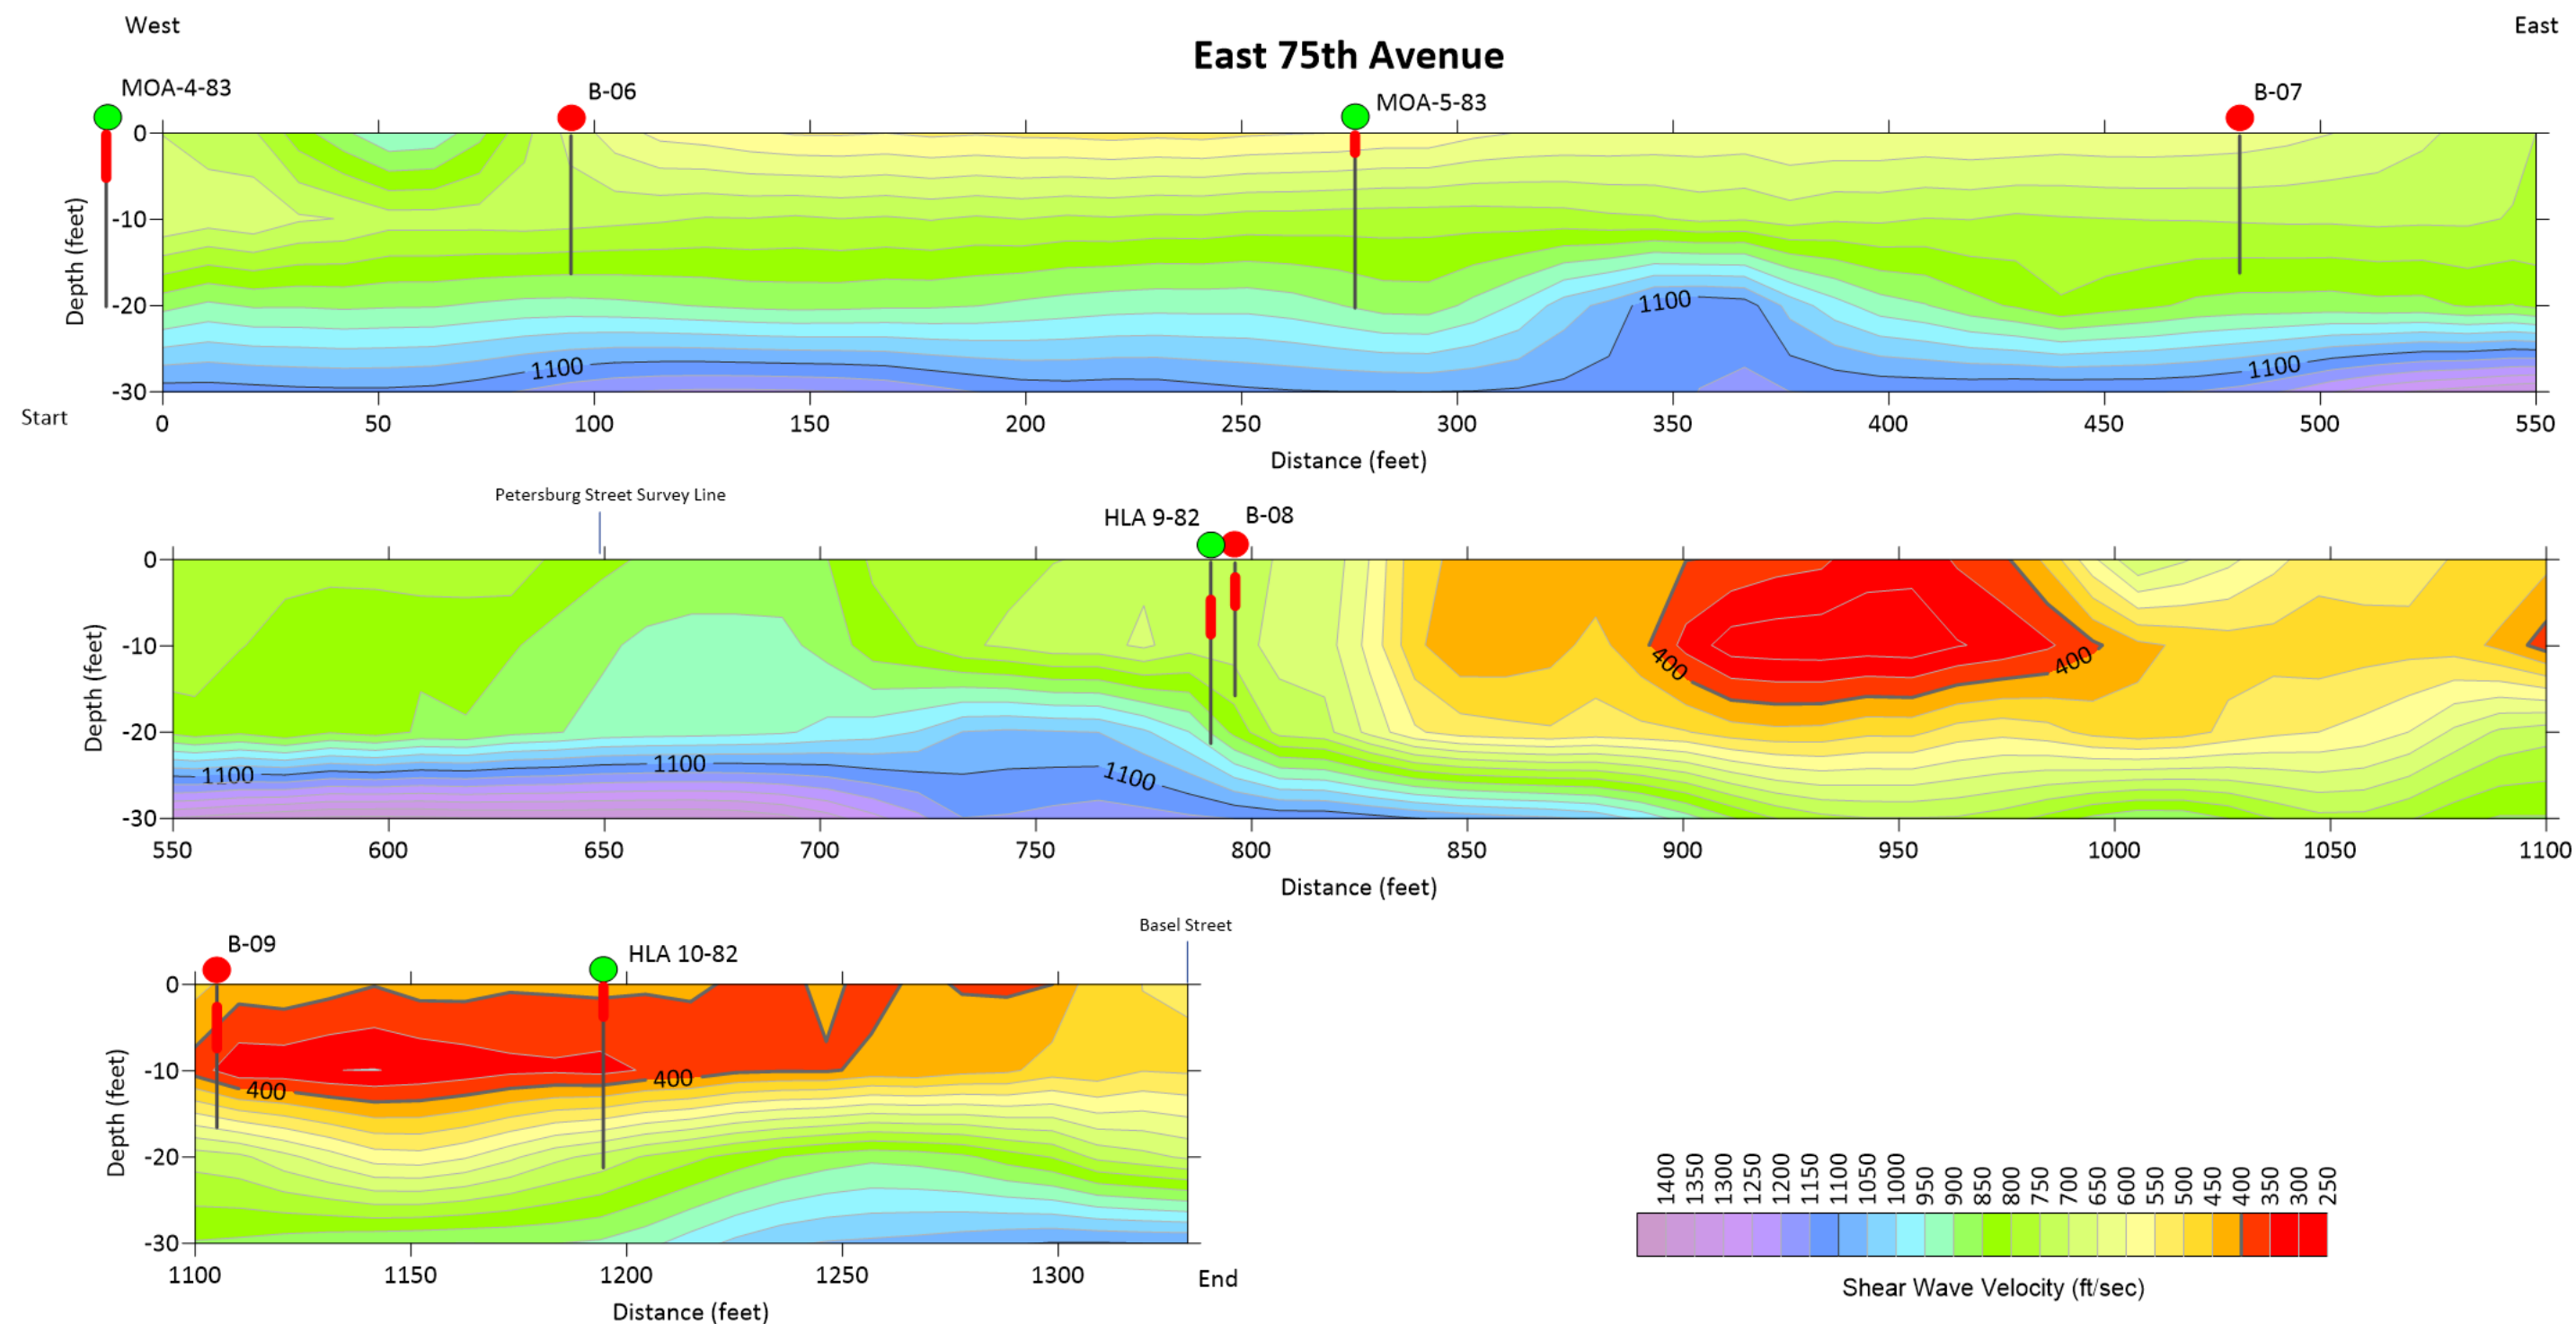 West
East
East 75th Avenue
MOA-4-83
B-06
MOA-5-83
B-07
0
-10
-20
-30
Depth (feet)
1100
1100
1100
Start
0 50 100 150 200 250 300 350 400 450 500 550
Distance (feet)
Petersburg Street Survey Line
HLA 9-82
B-08
0
-10
-20
-30
Depth (feet)
400
400
1100
1100
1100
550 600 650 700 750 800 850 900 950 1000 1050 1100
Distance (feet)
Basel Street
B-09
HLA 10-82
0
-10
-20
-30
Depth (feet)
400
400
1100 1150 1200 1250 1300
End
Distance (feet)
1400 1350 1300 1250 1200 1150 1100 1050 1000 950 900 850 800 750 700 650 600 550 500 450 400 350 300 250
Shear Wave Velocity (ft/sec)